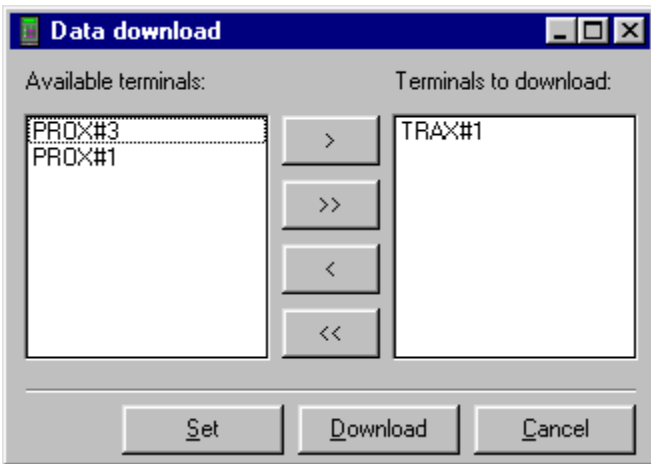 Data download
Available terminals:
Terminals to download:
PROX#3
PROX#1
>
>>
<
<<
TRAX#1
Set
Download
Cancel